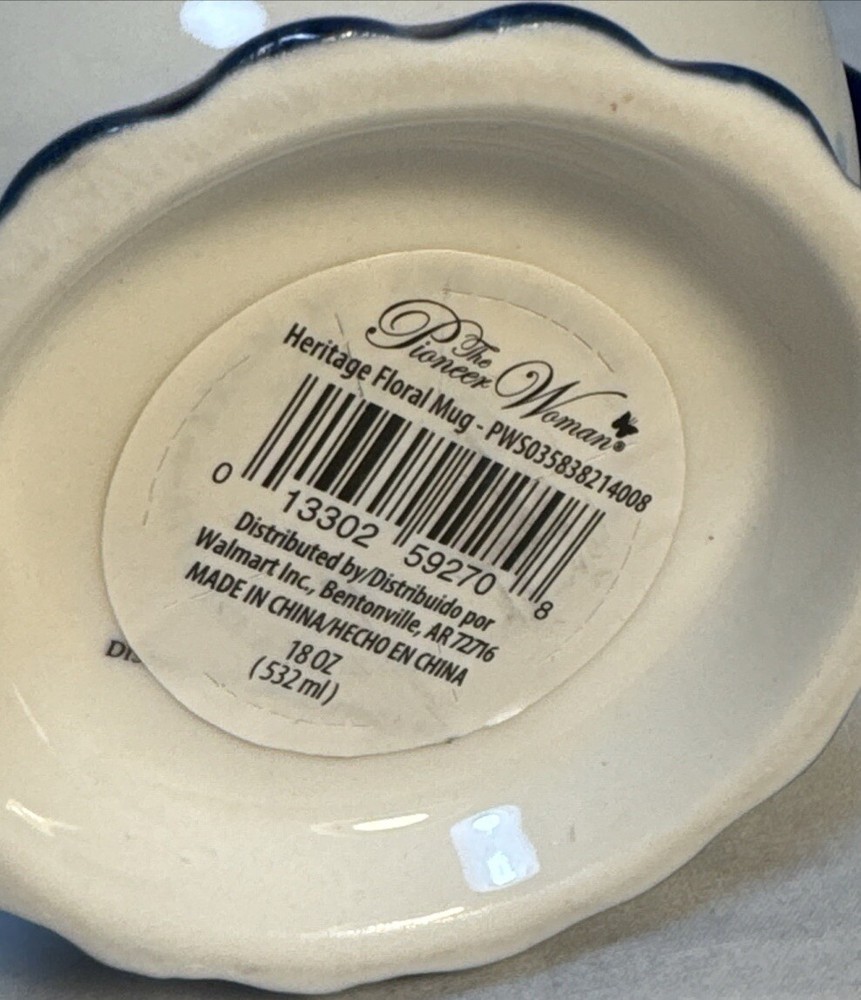 The
Pioneer Woman®
Heritage Floral Mug - PWS035838214008
0 13302 59270 8
Distributed by/Distribuido por
Walmart Inc., Bentonville, AR 72716
MADE IN CHINA/HECHO EN CHINA
18 OZ
(532 ml)